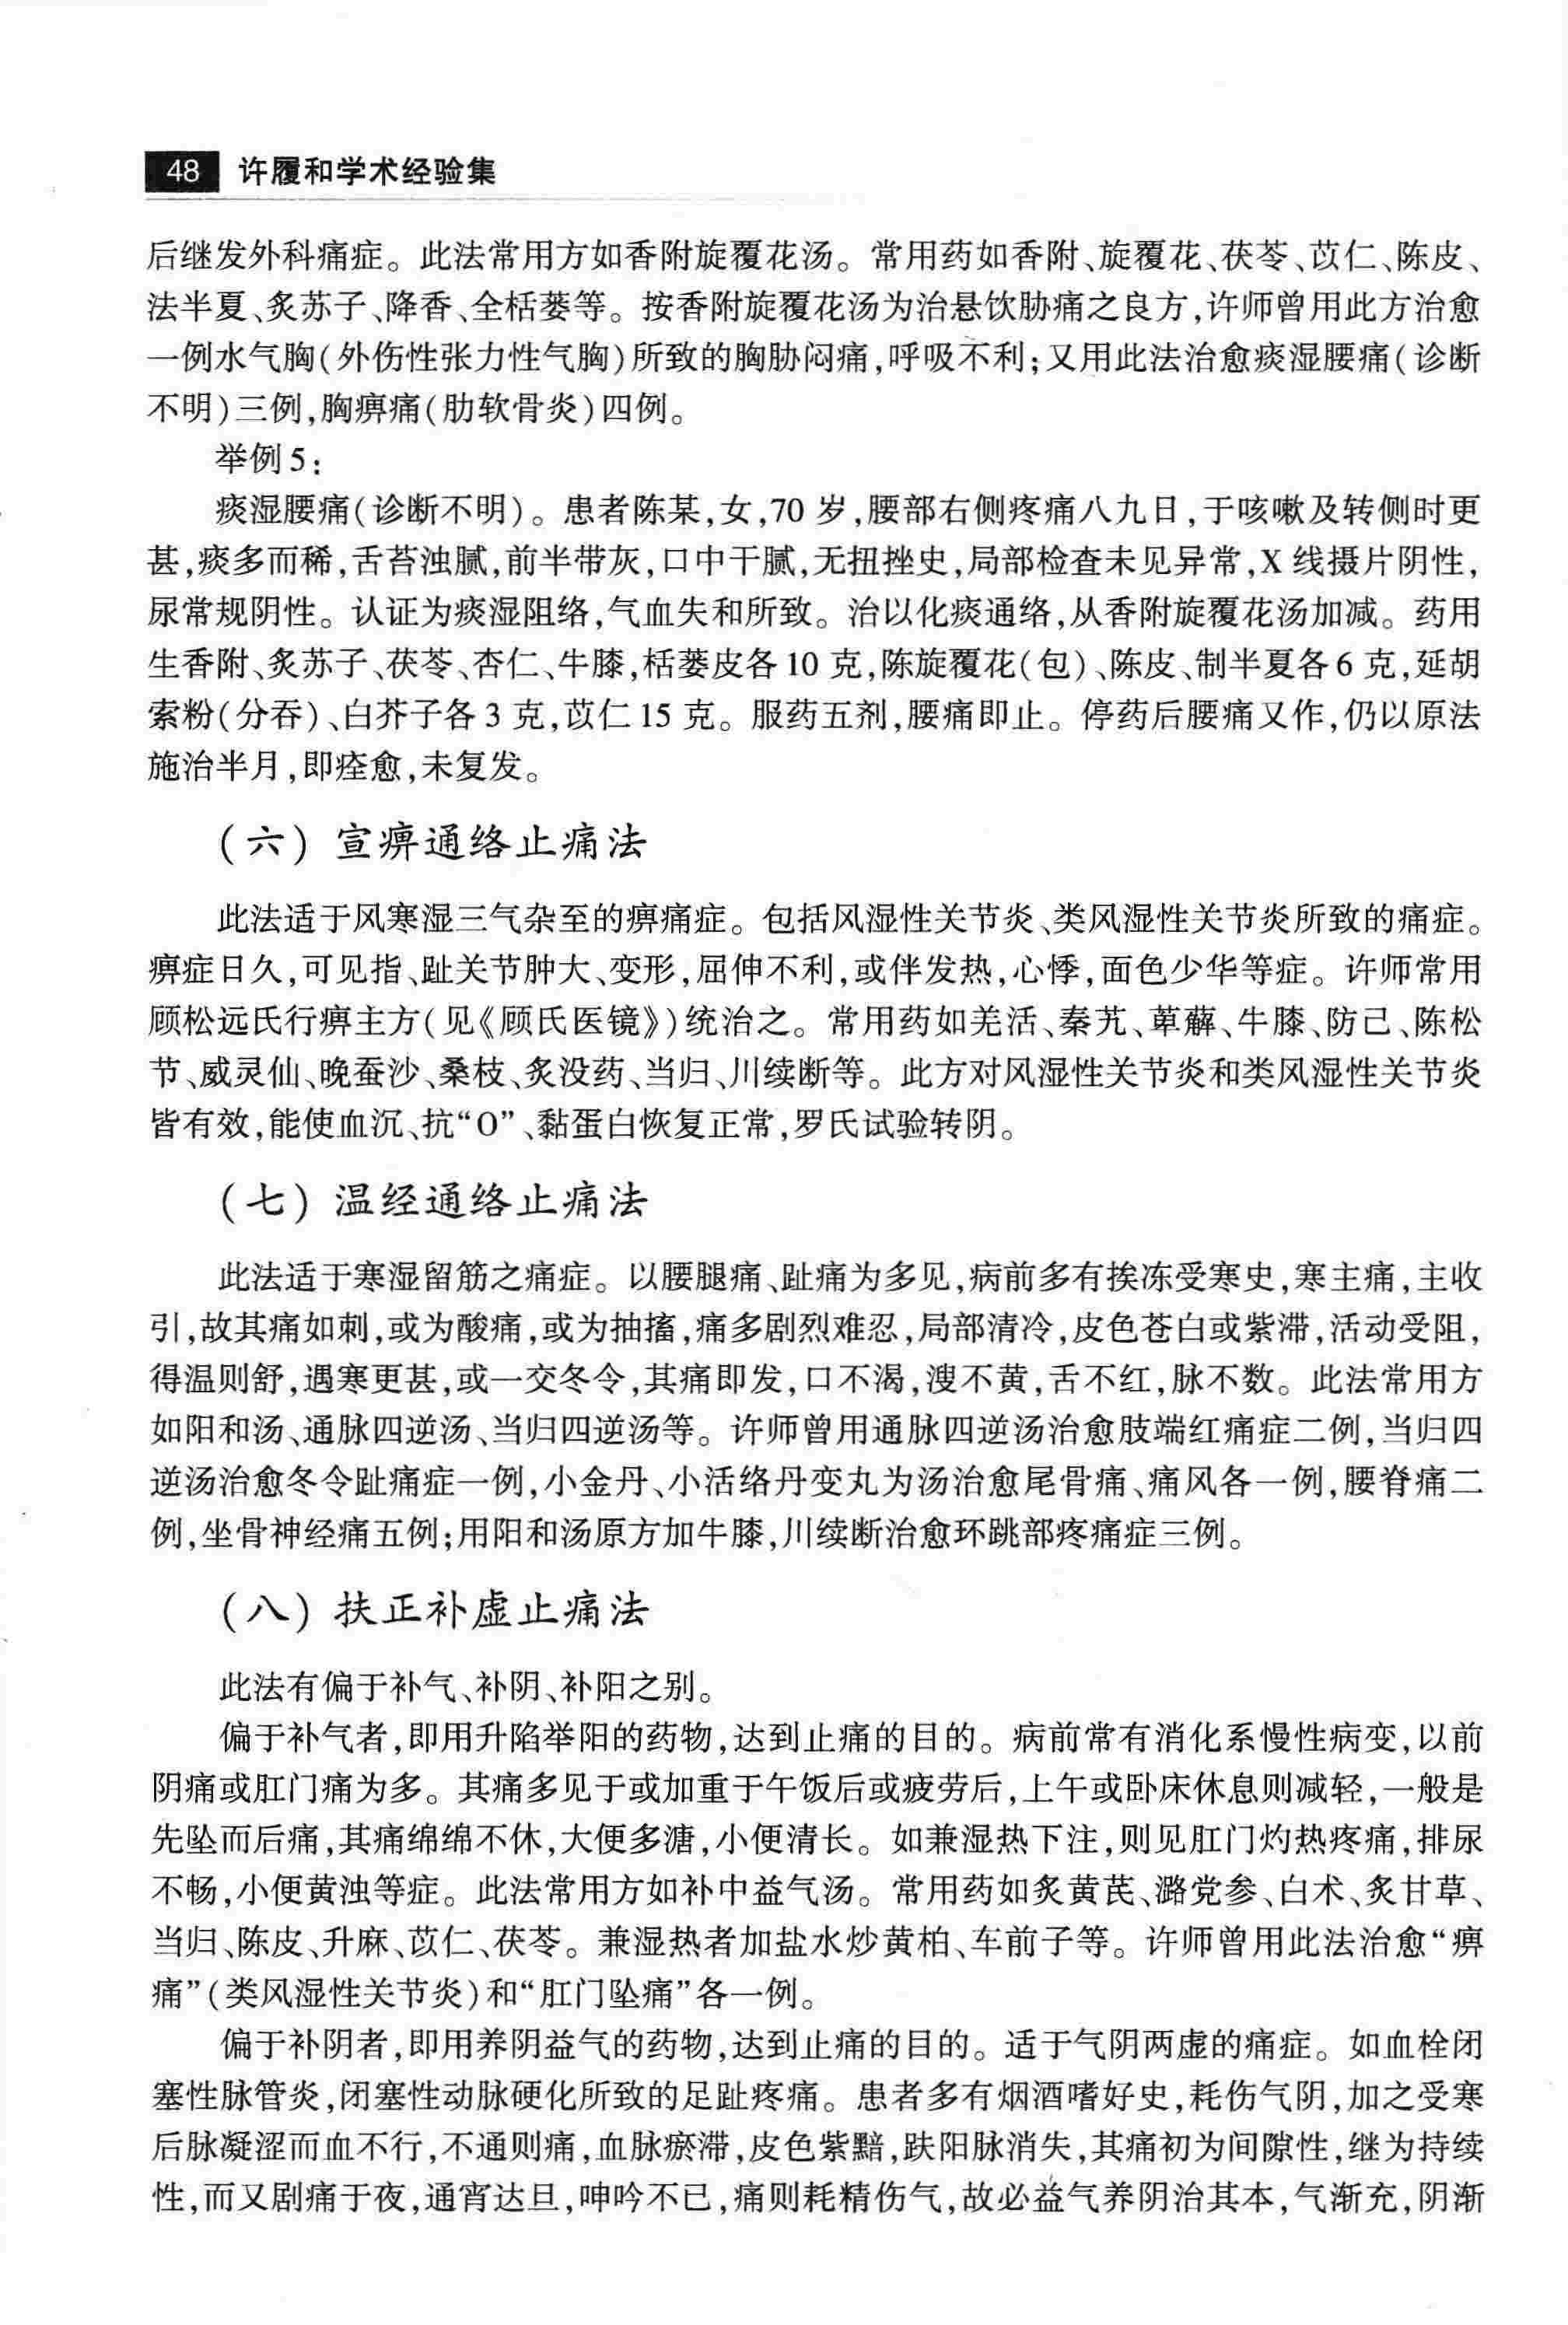 48 许履和学术经验集
后继发外科痛症。此法常用方如香附旋覆花汤。常用药如香附、旋覆花、茯苓、苡仁、陈皮、
法半夏、炙苏子、降香、全栝蒌等。按香附旋覆花汤为治悬饮胁痛之良方,许师曾用此方治愈
一例水气胸(外伤性张力性气胸)所致的胸胁闷痛,呼吸不利;又用此法治愈痰湿腰痛(诊断
不明)三例,胸痹痛(肋软骨炎)四例。
举例5:
痰湿腰痛(诊断不明)。患者陈某,女,70岁,腰部右侧疼痛八九日,于咳嗽及转侧时更
甚,痰多而稀,舌苔浊腻,前半带灰,口中干腻,无扭挫史,局部检查未见异常,X线摄片阴性,
尿常规阴性。认证为痰湿阻络,气血失和所致。治以化痰通络,从香附旋覆花汤加减。药用
生香附、炙苏子、茯苓、杏仁、牛膝,栝蒌皮各10克,陈旋覆花(包)、陈皮、制半夏各6克,延胡
索粉(分吞)、白芥子各3克,苡仁15克。服药五剂,腰痛即止。停药后腰痛又作,仍以原法
施治半月,即痊愈,未复发。
(六)宣痹通络止痛法
此法适于风寒湿三气杂至的痹痛症。包括风湿性关节炎、类风湿性关节炎所致的痛症。
痹症日久,可见指、趾关节肿大、变形,屈伸不利,或伴发热,心悸,面色少华等症。许师常用
顾松远氏行痹主方(见《顾氏医镜》)统治之。常用药如羌活、秦艽、萆薢、牛膝、防己、陈松
节、威灵仙、晚蚕沙、桑枝、炙没药、当归、川续断等。此方对风湿性关节炎和类风湿性关节炎
皆有效,能使血沉、抗“O”、黏蛋白恢复正常,罗氏试验转阴。
(七)温经通络止痛法
此法适于寒湿留筋之痛症。以腰腿痛、趾痛为多见,病前多有挨冻受寒史,寒主痛,主收
引,故其痛如刺,或为酸痛,或为抽搐,痛多剧烈难忍,局部清冷,皮色苍白或紫滞,活动受阻,
得温则舒,遇寒更甚,或一交冬令,其痛即发,口不渴,溲不黄,舌不红,脉不数。此法常用方
如阳和汤、通脉四逆汤、当归四逆汤等。许师曾用通脉四逆汤治愈肢端红痛症二例,当归四
逆汤治愈冬令趾痛症一例,小金丹、小活络丹变丸为汤治愈尾骨痛、痛风各一例,腰脊痛二
例,坐骨神经痛五例;用阳和汤原方加牛膝,川续断治愈环跳部疼痛症三例。
(八)扶正补虚止痛法
此法有偏于补气、补阴、补阳之别。
偏于补气者,即用升陷举阳的药物,达到止痛的目的。病前常有消化系慢性病变,以前
阴痛或肛门痛为多。其痛多见于或加重于午饭后或疲劳后,上午或卧床休息则减轻,一般是
先坠而后痛,其痛绵绵不休,大便多溏,小便清长。如兼湿热下注,则见肛门灼热疼痛,排尿
不畅,小便黄浊等症。此法常用方如补中益气汤。常用药如炙黄芪、潞党参、白术、炙甘草、
当归、陈皮、升麻、苡仁、茯苓。兼湿热者加盐水炒黄柏、车前子等。许师曾用此法治愈“痹
痛”(类风湿性关节炎)和“肛门坠痛”各一例。
偏于补阴者,即用养阴益气的药物,达到止痛的目的。适于气阴两虚的痛症。如血栓闭
塞性脉管炎,闭塞性动脉硬化所致的足趾疼痛。患者多有烟酒嗜好史,耗伤气阴,加之受寒
后脉凝涩而血不行,不通则痛,血脉瘀滞,皮色紫黯,趺阳脉消失,其痛初为间隙性,继为持续
性,而又剧痛于夜,通宵达旦,呻吟不已,痛则耗精伤气,故必益气养阴治其本,气渐充,阴渐